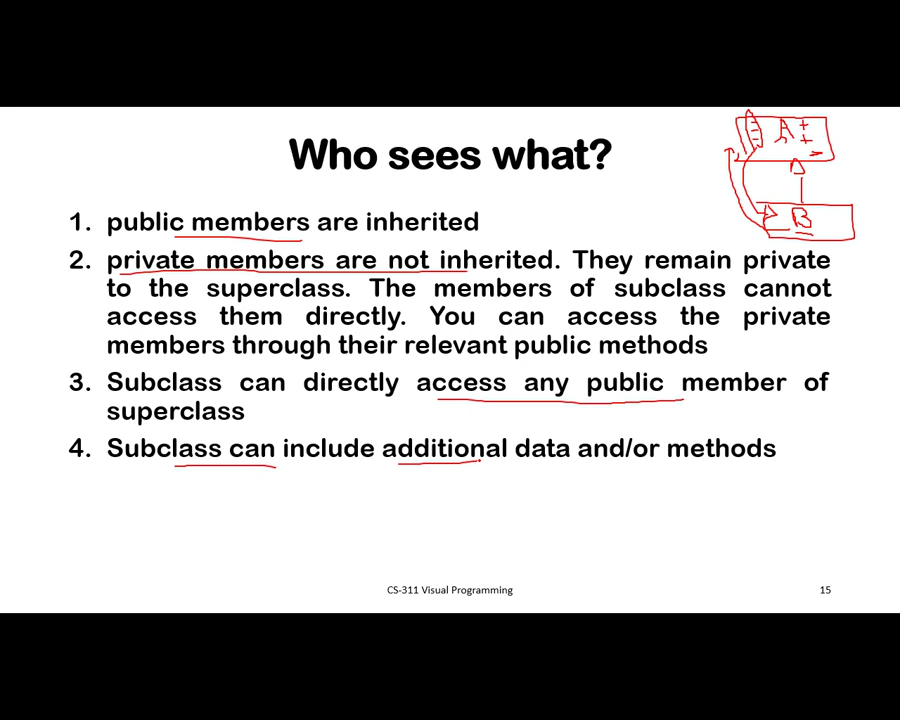 Who sees what?
A + +
-
B
1. public members are inherited
2. private members are not inherited. They remain private
to the superclass. The members of subclass cannot
access them directly. You can access the private
members through their relevant public methods
3. Subclass can directly access any public member of
superclass
4. Subclass can include additional data and/or methods
CS-311 Visual Programming
15